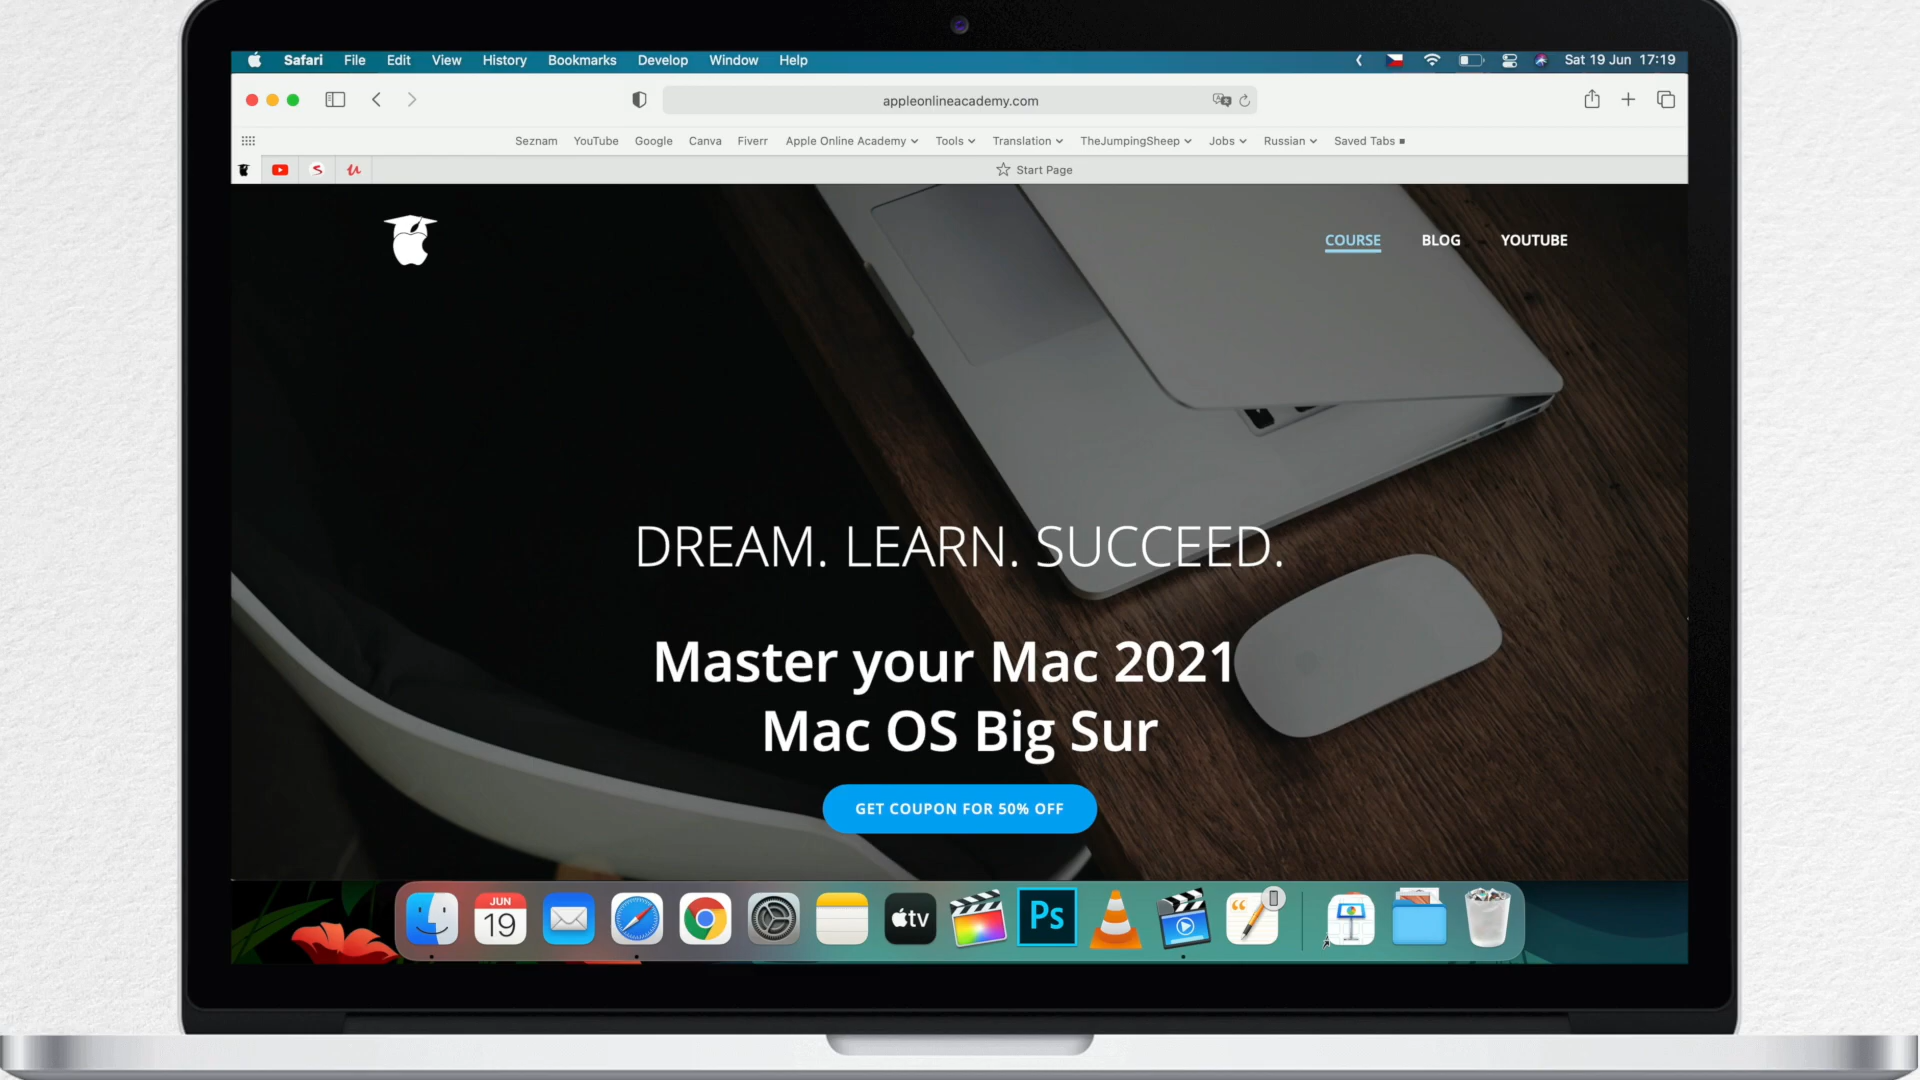 Safari File Edit View History Bookmarks Develop Window Help Sat 19 Jun 17:19
appleonlineacademy.com
Seznam YouTube Google Canva Fiverr Apple Online Academy Tools Translation TheJumpingSheep Jobs Russian Saved Tabs
Start Page
COURSE BLOG YOUTUBE
DREAM. LEARN. SUCCEED.
Master your Mac 2021
Mac OS Big Sur
GET COUPON FOR 50% OFF
JUN
19
tv
Ps